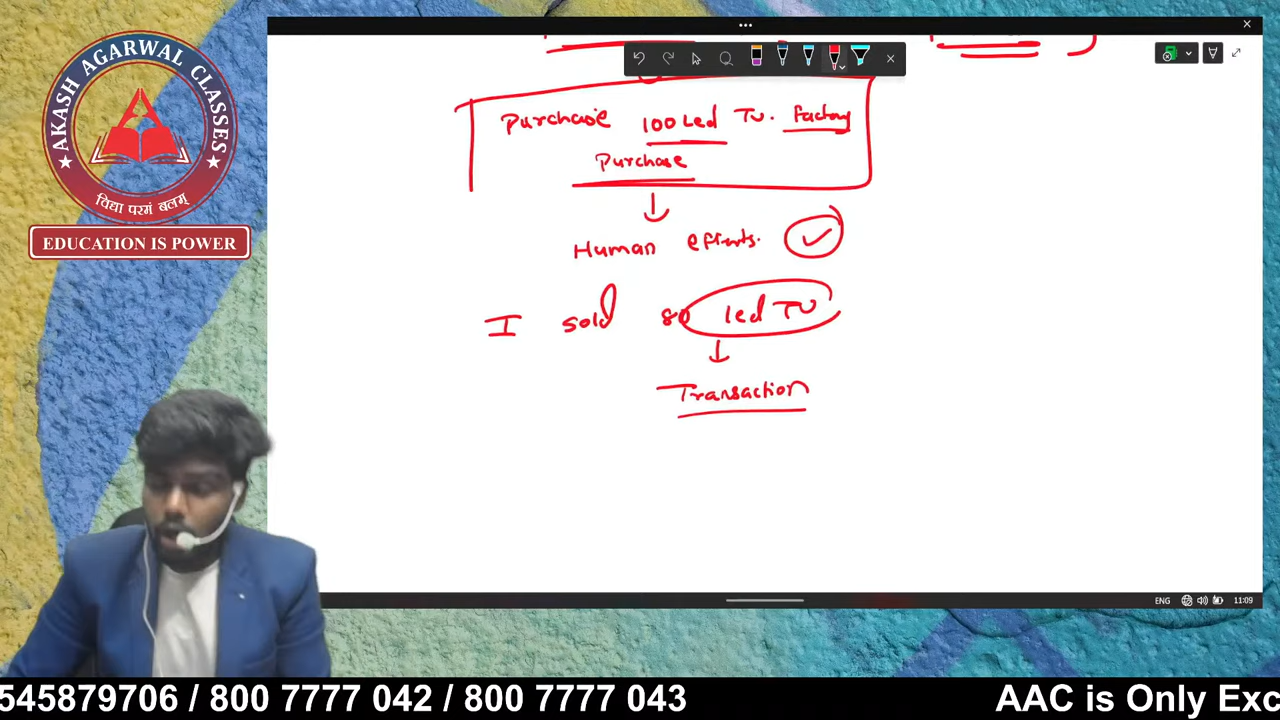 AKASH AGARWAL CLASSES
विद्या परमं बलम्
EDUCATION IS POWER
Purchase 100 Led TV. Factory
Purchase
Human efforts.
I sold 80 led TV
Transaction
ENG 11:09
545879706 / 800 7777 042 / 800 7777 043
AAC is Only Exc